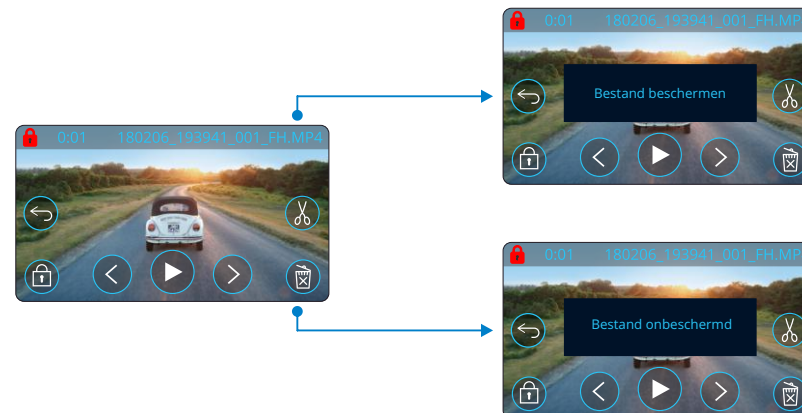 0:01 180206_193941_001_FH.MP4
0:01 180206_193941_001_FH.MP
Bestand beschermen
0:01 180206_193941_001_FH.MP
Bestand onbeschermd